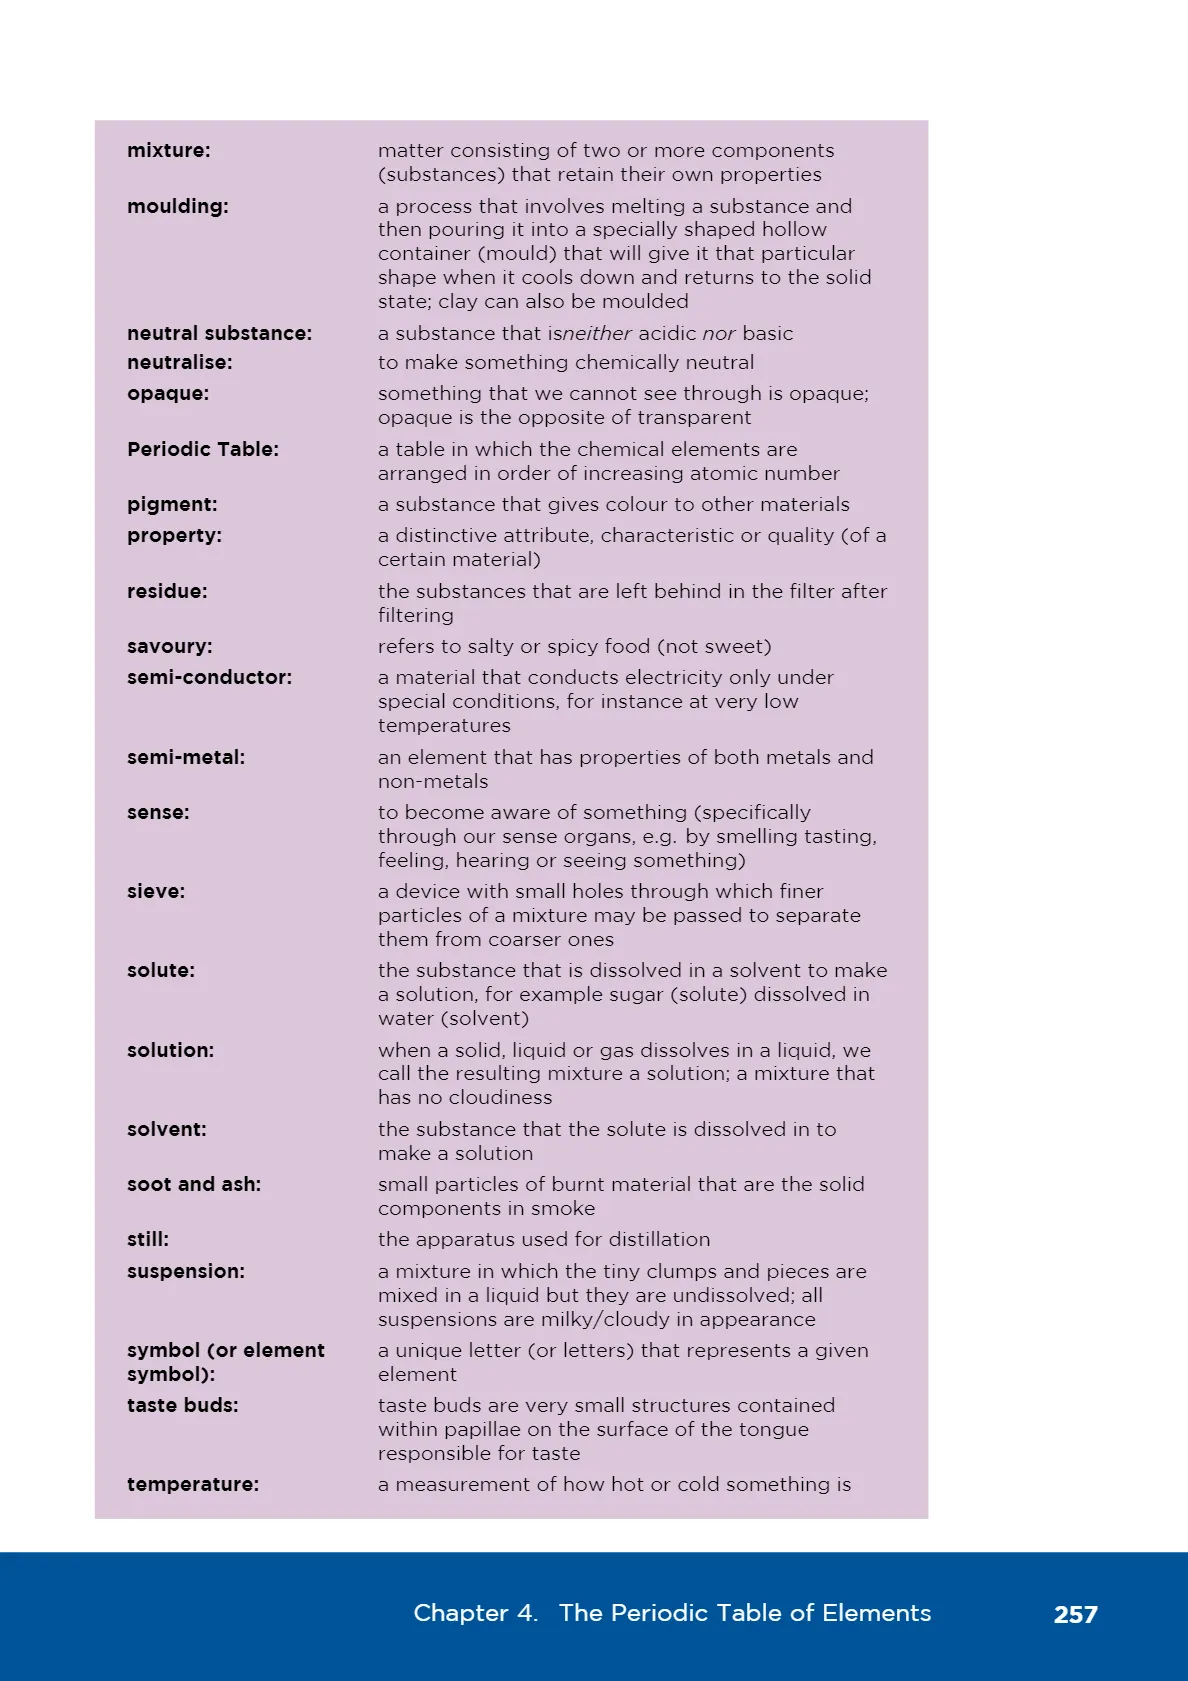 mixture: matter consisting of two or more components
(substances) that retain their own properties
moulding: a process that involves melting a substance and
then pouring it into a specially shaped hollow
container (mould) that will give it that particular
shape when it cools down and returns to the solid
state; clay can also be moulded
neutral substance: a substance that isneither acidic nor basic
neutralise: to make something chemically neutral
opaque: something that we cannot see through is opaque;
opaque is the opposite of transparent
Periodic Table: a table in which the chemical elements are
arranged in order of increasing atomic number
pigment: a substance that gives colour to other materials
property: a distinctive attribute, characteristic or quality (of a
certain material)
residue: the substances that are left behind in the filter after
filtering
savoury: refers to salty or spicy food (not sweet)
semi-conductor: a material that conducts electricity only under
special conditions, for instance at very low
temperatures
semi-metal: an element that has properties of both metals and
non-metals
sense: to become aware of something (specifically
through our sense organs, e.g. by smelling tasting,
feeling, hearing or seeing something)
sieve: a device with small holes through which finer
particles of a mixture may be passed to separate
them from coarser ones
solute: the substance that is dissolved in a solvent to make
a solution, for example sugar (solute) dissolved in
water (solvent)
solution: when a solid, liquid or gas dissolves in a liquid, we
call the resulting mixture a solution; a mixture that
has no cloudiness
solvent: the substance that the solute is dissolved in to
make a solution
soot and ash: small particles of burnt material that are the solid
components in smoke
still: the apparatus used for distillation
suspension: a mixture in which the tiny clumps and pieces are
mixed in a liquid but they are undissolved; all
suspensions are milky/cloudy in appearance
symbol (or element a unique letter (or letters) that represents a given
symbol): element
taste buds: taste buds are very small structures contained
within papillae on the surface of the tongue
responsible for taste
temperature: a measurement of how hot or cold something is
Chapter 4. The Periodic Table of Elements 257